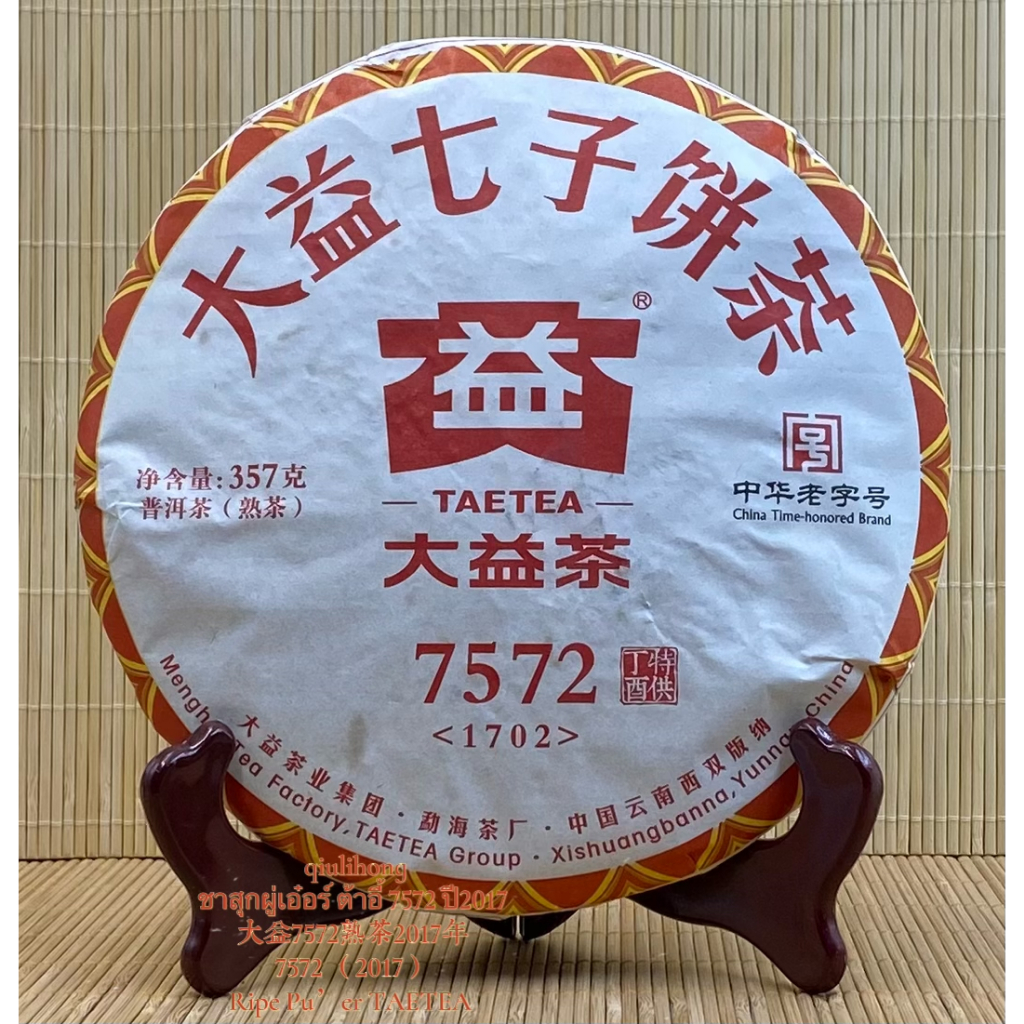 大益七子饼茶
益
®
TAETEA
大益茶
净含量: 357克
普洱茶（熟茶）
号
中华老字号
China Time-honored Brand
7572
特供
丁酉
<1702>
大益茶业集团·勐海茶厂·中国云南西双版纳
Tea Factory, TAETEA Group · Xishuangbanna, Yunnan, China
qiulihong
ชาสุกผู่เอ๋อร์ ต้าอี้ 7572 ปี2017
大益7572熟茶2017年
7572（2017）
Ripe Pu’er TAETEA